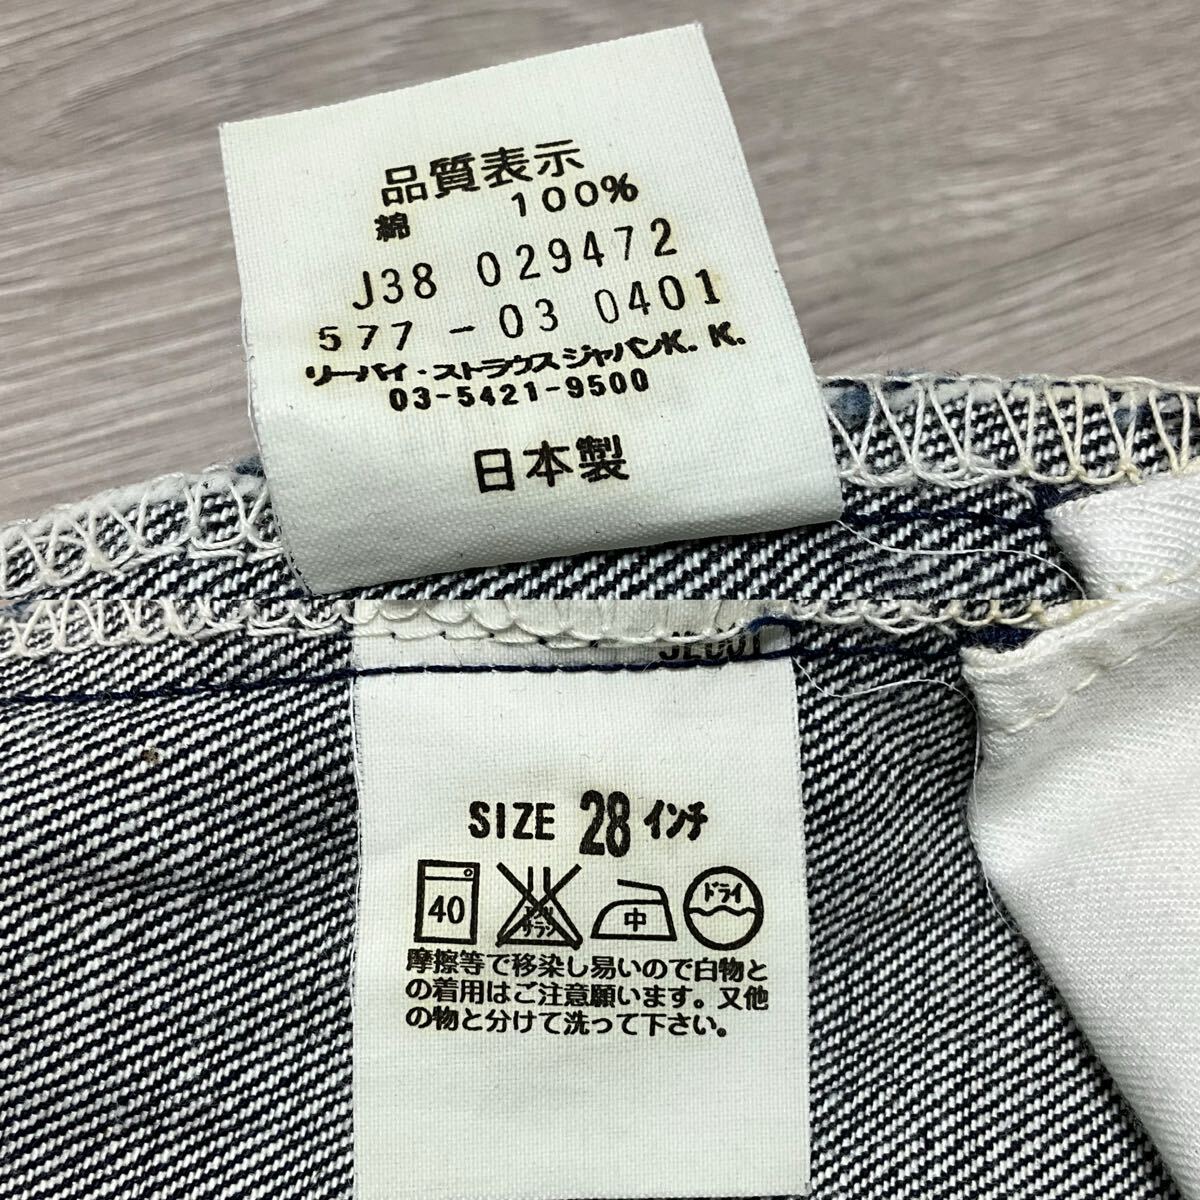 品質表示
綿 100%
J38 029472
577-03 0401
リーバイ・ストラウスジャパンK.K.
03-5421-9500
日本製
SIZE 28インチ
40
中
ドライ
摩擦等で移染し易いので白物と
の着用はご注意願います。又他
の物と分けて洗って下さい。